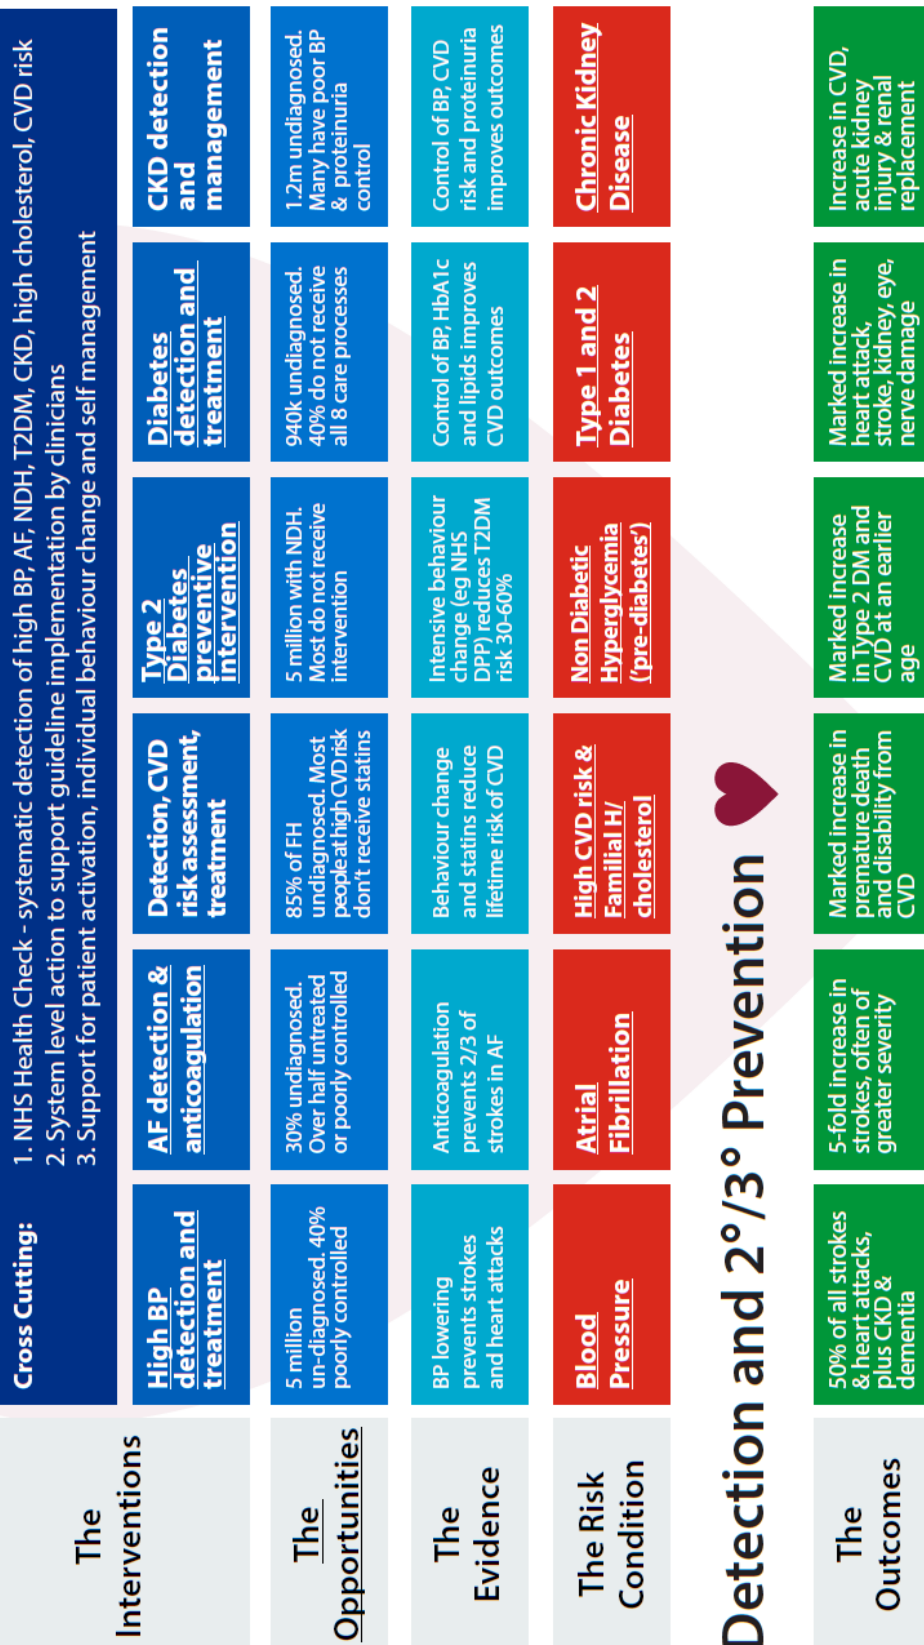 The
Interventions
Cross Cutting:
1. NHS Health Check - systematic detection of high BP, AF, NDH, T2DM, CKD, high cholesterol, CVD risk
2. System level action to support guideline implementation by clinicians
3. Support for patient activation, individual behaviour change and self management
High BP
detection and
treatment
AF detection &
anticoagulation
Detection, CVD
risk assessment,
treatment
Type 2
Diabetes
preventive
intervention
Diabetes
detection and
treatment
CKD detection
and
management
The
Opportunities
5 million
un-diagnosed. 40%
poorly controlled
30% undiagnosed.
Over half untreated
or poorly controlled
85% of FH
undiagnosed. Most
people at high CVD risk
don't receive statins
5 million with NDH.
Most do not receive
intervention
940k undiagnosed.
40% do not receive
all 8 care processes
1.2m undiagnosed.
Many have poor BP
& proteinuria
control
The
Evidence
BP lowering
prevents strokes
and heart attacks
Anticoagulation
prevents 2/3 of
strokes in AF
Behaviour change
and statins reduce
lifetime risk of CVD
Intensive behaviour
change (eg NHS
DPP) reduces T2DM
risk 30-60%
Control of BP, HbA1c
and lipids improves
CVD outcomes
Control of BP, CVD
risk and proteinuria
improves outcomes
The Risk
Condition
Blood
Pressure
Atrial
Fibrillation
High CVD risk &
Familial H/
cholesterol
Non Diabetic
Hyperglycemia
('pre-diabetes')
Type 1 and 2
Diabetes
Chronic Kidney
Disease
Detection and 2°/3° Prevention
The
Outcomes
50% of all strokes
& heart attacks,
plus CKD &
dementia
5-fold increase in
strokes, often of
greater severity
Marked increase in
premature death
and disability from
CVD
Marked increase
in Type 2 DM and
CVD at an earlier
age
Marked increase in
heart attack,
stroke, kidney, eye,
nerve damage
Increase in CVD,
acute kidney
injury & renal
replacement